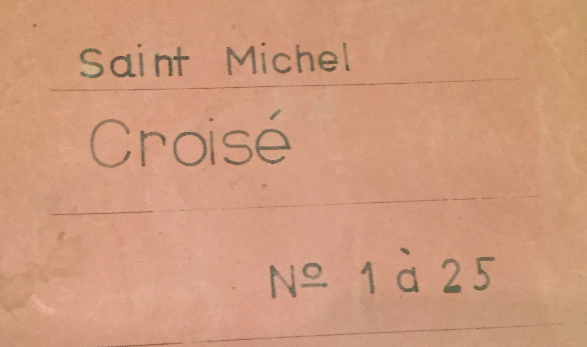 Saint Michel
Croisé
Nº 1 à 25